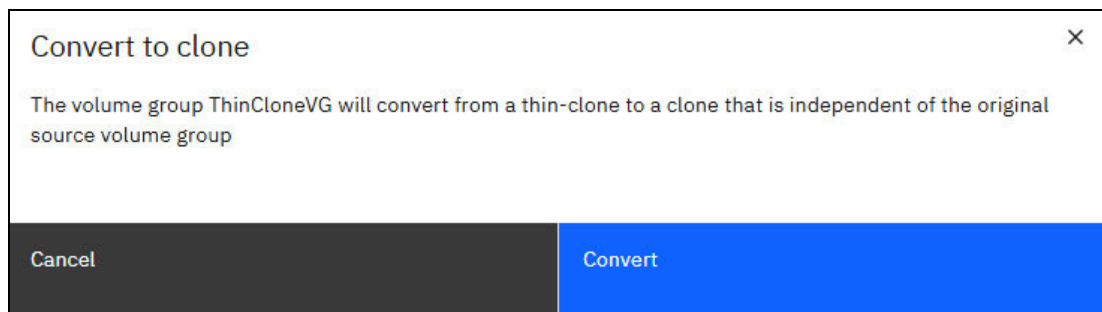 Convert to clone
The volume group ThinCloneVG will convert from a thin-clone to a clone that is independent of the original
source volume group
Cancel
Convert